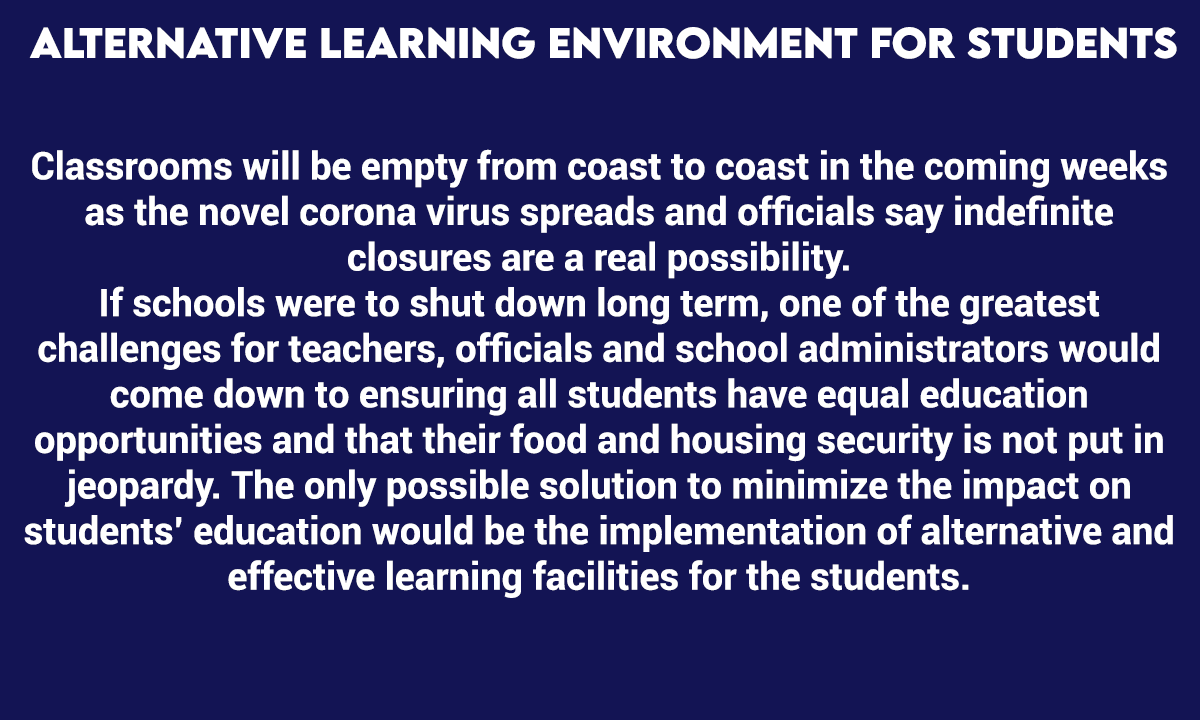 ALTERNATIVE LEARNING ENVIRONMENT FOR STUDENTS
Classrooms will be empty from coast to coast in the coming weeks
as the novel corona virus spreads and officials say indefinite
closures are a real possibility.
If schools were to shut down long term, one of the greatest
challenges for teachers, officials and school administrators would
come down to ensuring all students have equal education
opportunities and that their food and housing security is not put in
jeopardy. The only possible solution to minimize the impact on
students' education would be the implementation of alternative and
effective learning facilities for the students.